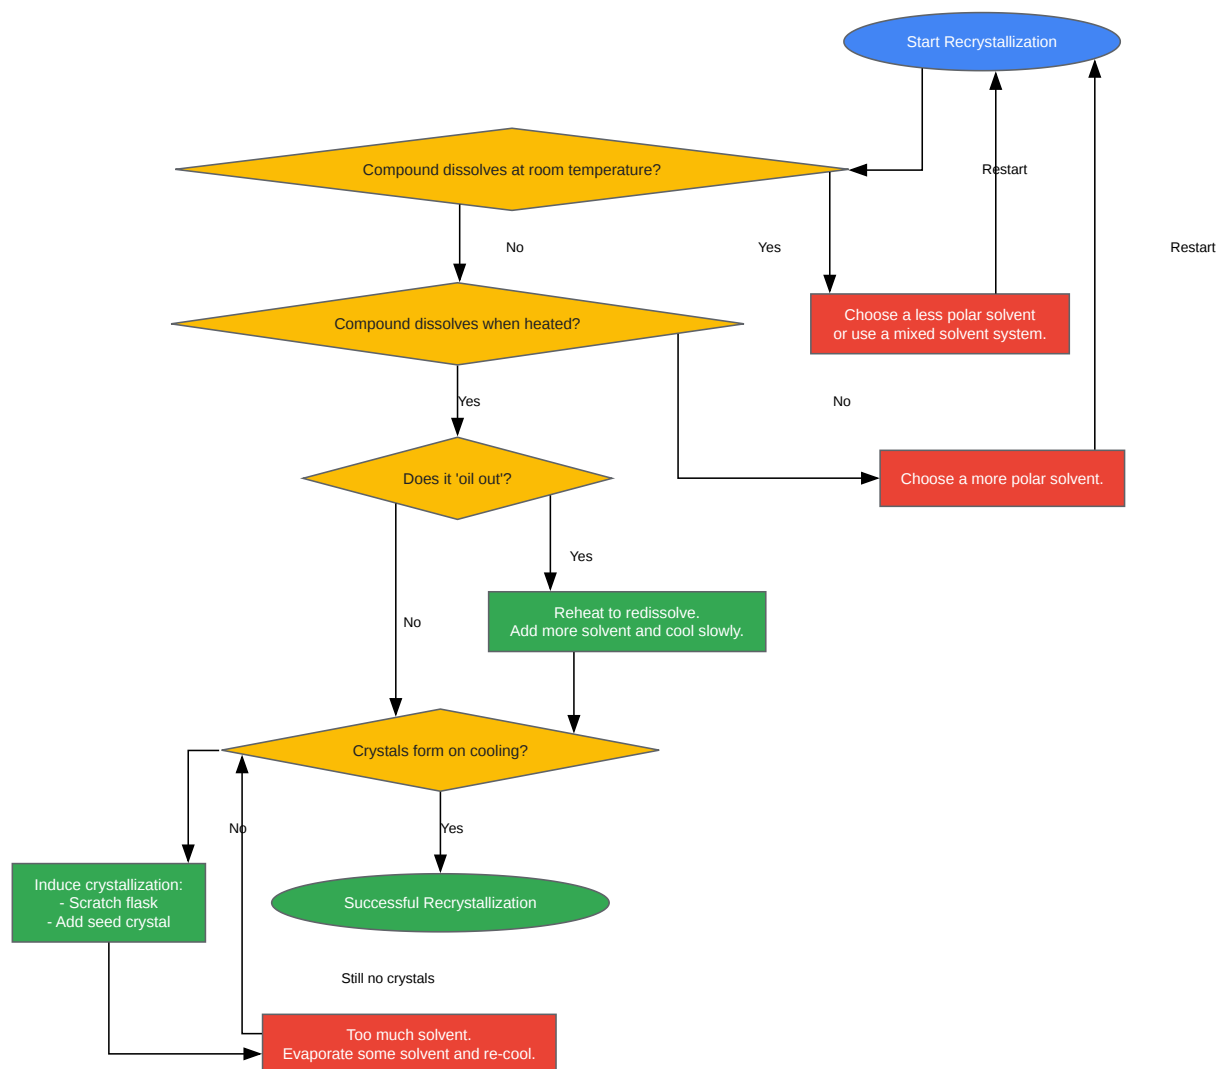 Start Recrystallization
Compound dissolves at room temperature?
Restart
No
Yes
Restart
Choose a less polar solvent
or use a mixed solvent system.
Compound dissolves when heated?
Yes
No
Does it 'oil out'?
Choose a more polar solvent.
Yes
Reheat to redissolve.
Add more solvent and cool slowly.
No
Crystals form on cooling?
No
Yes
Induce crystallization:
- Scratch flask
- Add seed crystal
Successful Recrystallization
Still no crystals
Too much solvent.
Evaporate some solvent and re-cool.